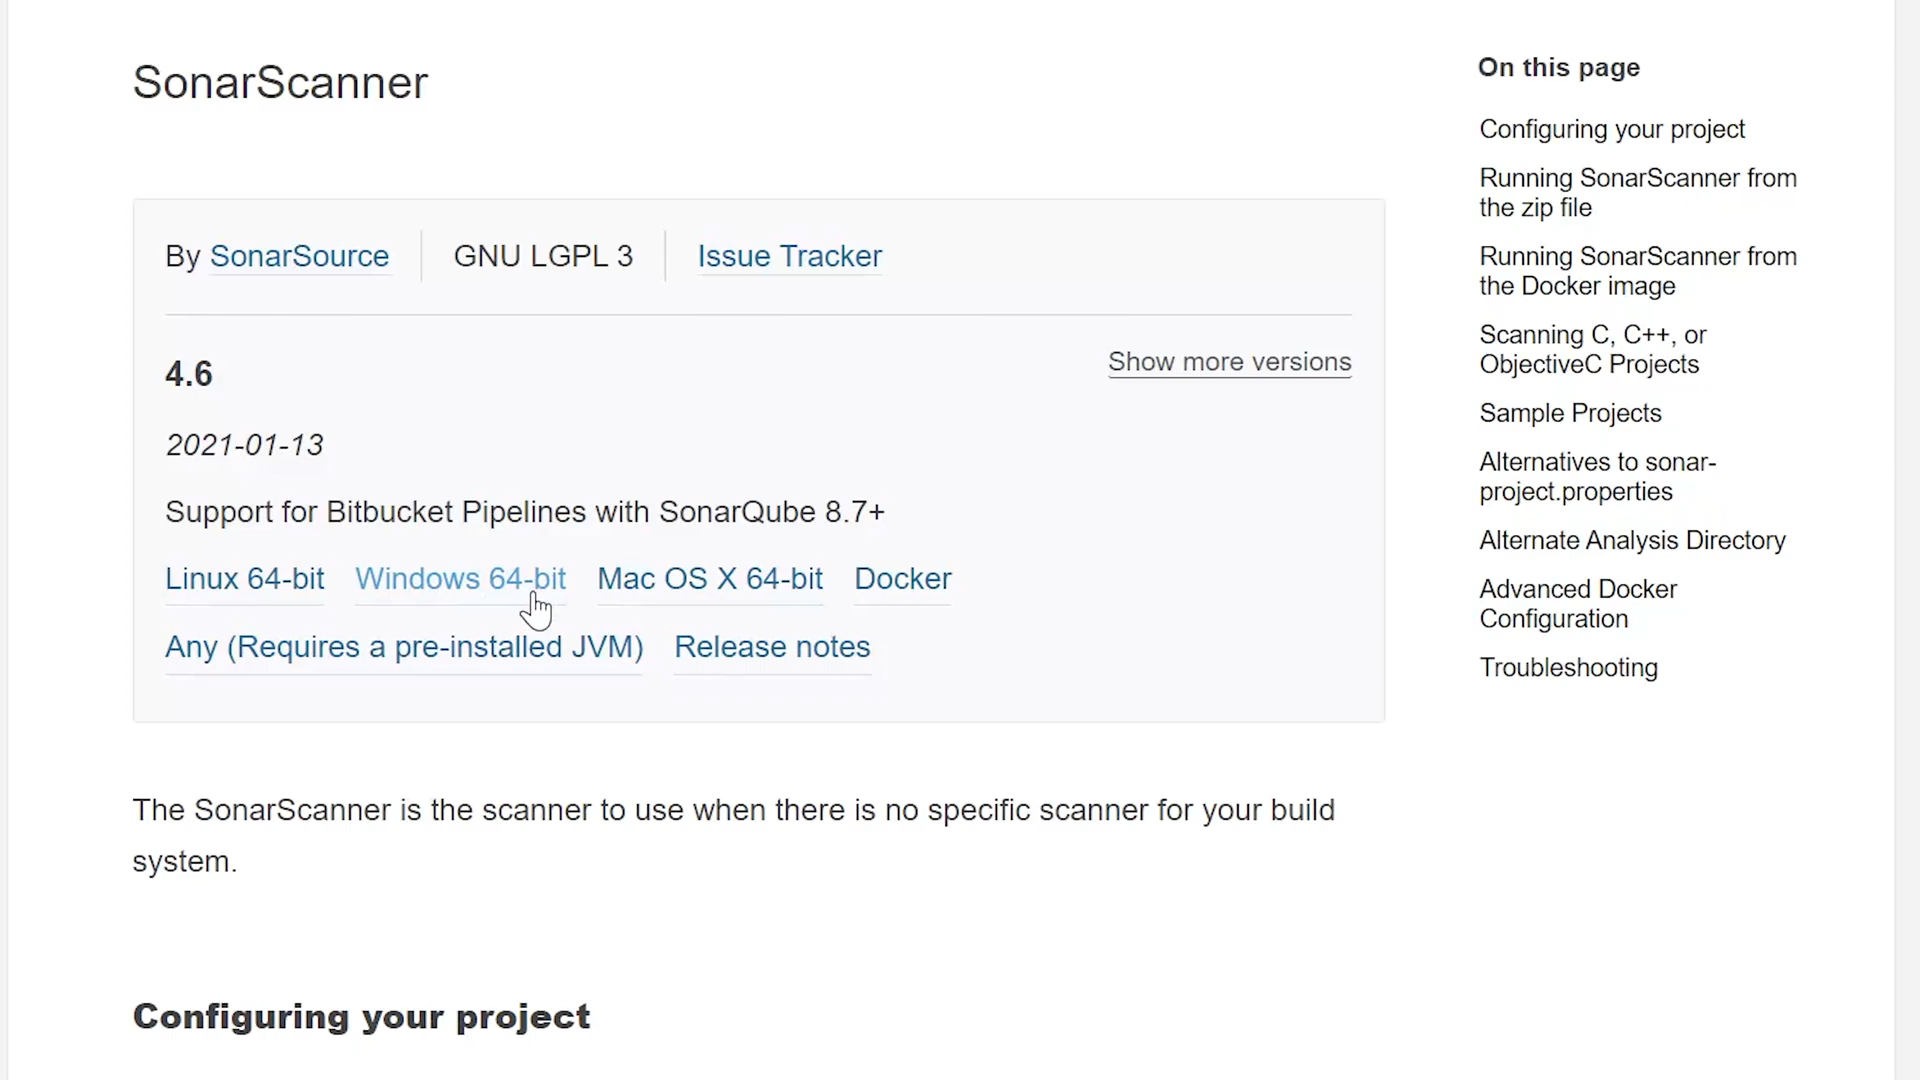 SonarScanner
By SonarSource
GNU LGPL 3
Issue Tracker
4.6
Show more versions
2021-01-13
Support for Bitbucket Pipelines with SonarQube 8.7+
Linux 64-bit
Windows 64-bit
Mac OS X 64-bit
Docker
Any (Requires a pre-installed JVM)
Release notes
The SonarScanner is the scanner to use when there is no specific scanner for your build
system.
Configuring your project
On this page
Configuring your project
Running SonarScanner from
the zip file
Running SonarScanner from
the Docker image
Scanning C, C++, or
ObjectiveC Projects
Sample Projects
Alternatives to sonar-
project.properties
Alternate Analysis Directory
Advanced Docker
Configuration
Troubleshooting